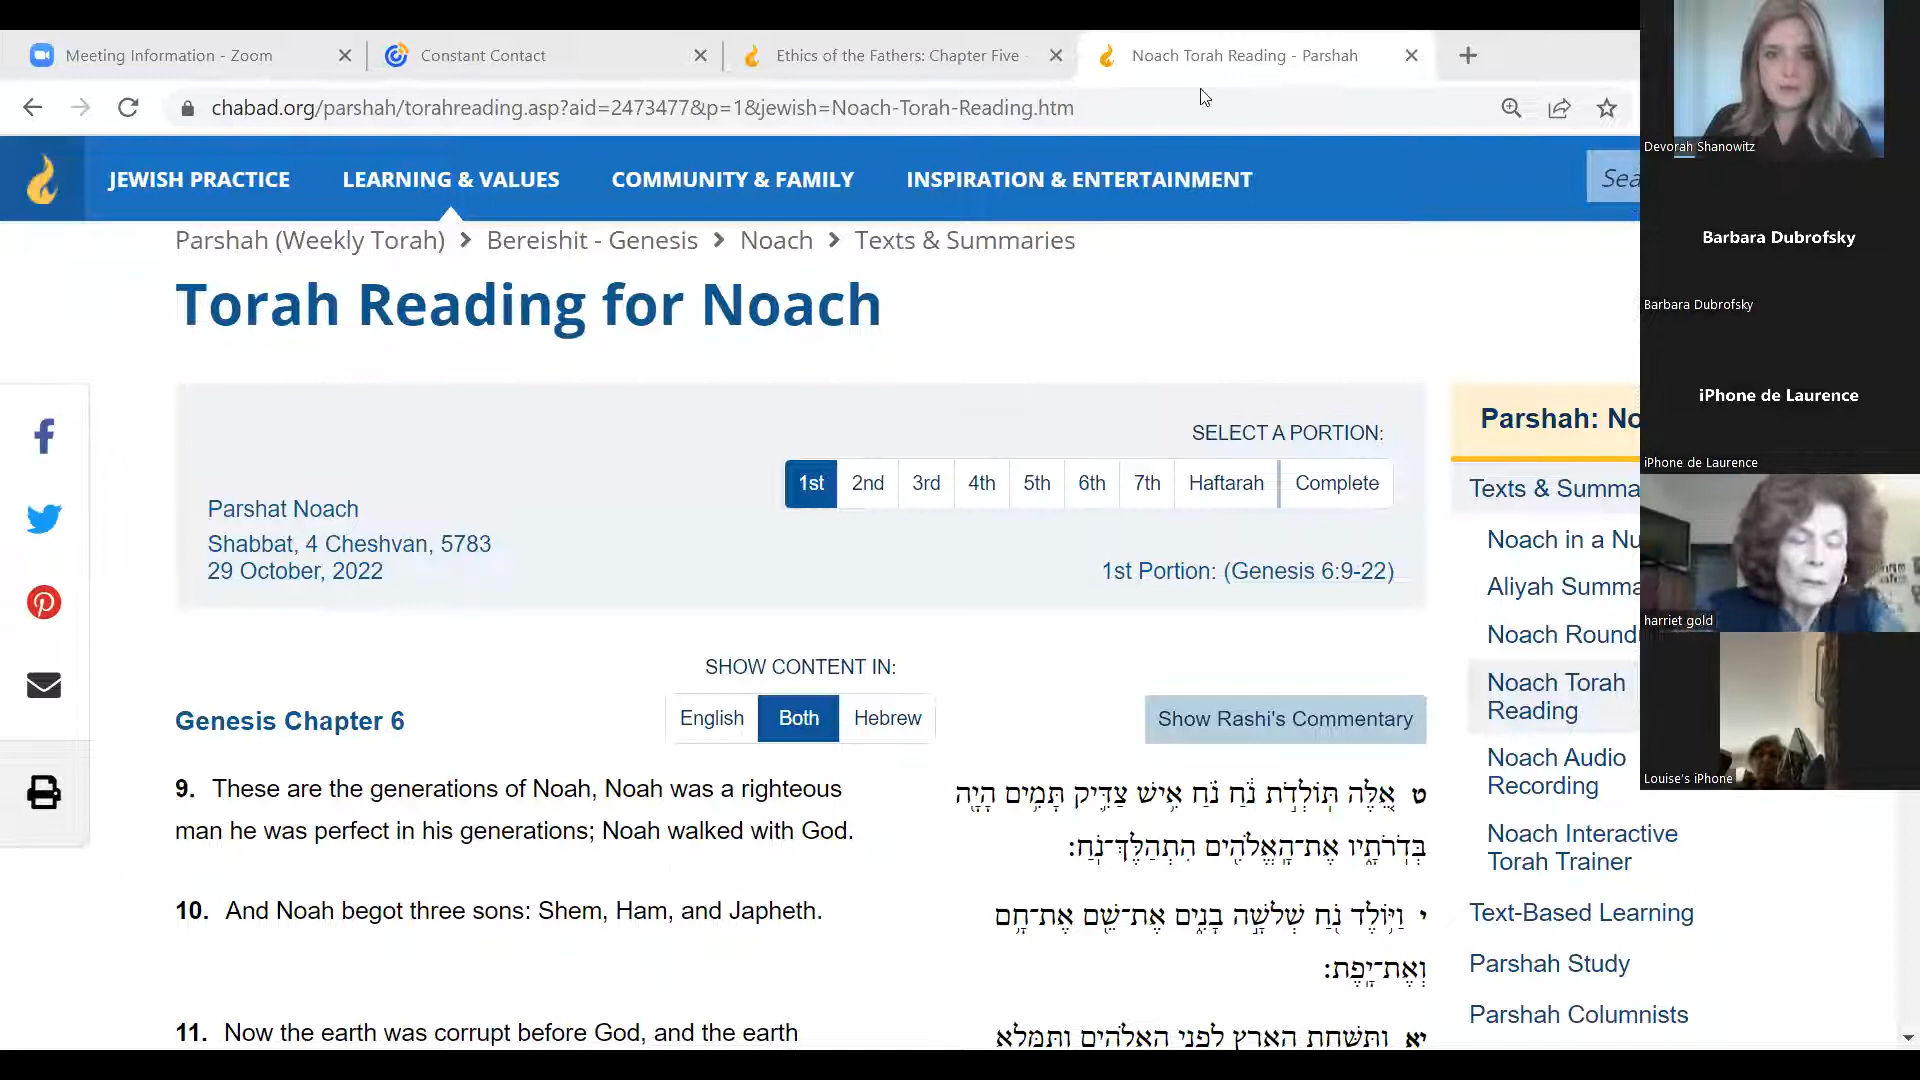 Meeting Information - Zoom
Constant Contact
Ethics of the Fathers: Chapter Five
Noach Torah Reading - Parshah
chabad.org/parshah/torahreading.asp?aid=2473477&p=1&jewish=Noach-Torah-Reading.htm
JEWISH PRACTICE
LEARNING & VALUES
COMMUNITY & FAMILY
INSPIRATION & ENTERTAINMENT
Sea
Parshah (Weekly Torah) > Bereishit - Genesis > Noach > Texts & Summaries
Torah Reading for Noach
SELECT A PORTION:
1st 2nd 3rd 4th 5th 6th 7th Haftarah Complete
Parshat Noach
Shabbat, 4 Cheshvan, 5783
29 October, 2022
1st Portion: (Genesis 6:9-22)
SHOW CONTENT IN:
Genesis Chapter 6
English Both Hebrew
Show Rashi's Commentary
9. These are the generations of Noah, Noah was a righteous
man he was perfect in his generations; Noah walked with God.
ט אֵ֚לֶּה תּֽוֹלְדֹ֣ת נֹ֔חַ נֹ֗חַ אִ֥ישׁ צַדִּ֛יק תָּמִ֥ים הָיָ֖ה
בְּדֹֽרֹתָ֑יו אֶת־הָֽאֱלֹהִ֖ים הִתְהַלֶּךְ־נֹֽחַ:
10. And Noah begot three sons: Shem, Ham, and Japheth.
י וַיּ֥וֹלֶד נֹ֖חַ שְׁלשָׁ֣ה בָנִ֑ים אֶת־שֵׁ֖ם אֶת־חָ֥ם
וְאֶת־יָֽפֶת:
11. Now the earth was corrupt before God, and the earth
יא וַתִּשָּׁחֵ֥ת הָאָ֖רֶץ לִפְנֵ֣י הָֽאֱלֹהִ֑ים וַתִּמָּלֵ֥א
Parshah: No
Texts & Summa
Noach in a Nu
Aliyah Summa
Noach Round
Noach Torah
Reading
Noach Audio
Recording
Noach Interactive
Torah Trainer
Text-Based Learning
Parshah Study
Parshah Columnists
Devorah Shanowitz
Barbara Dubrofsky
Barbara Dubrofsky
iPhone de Laurence
iPhone de Laurence
harriet gold
Louise's iPhone